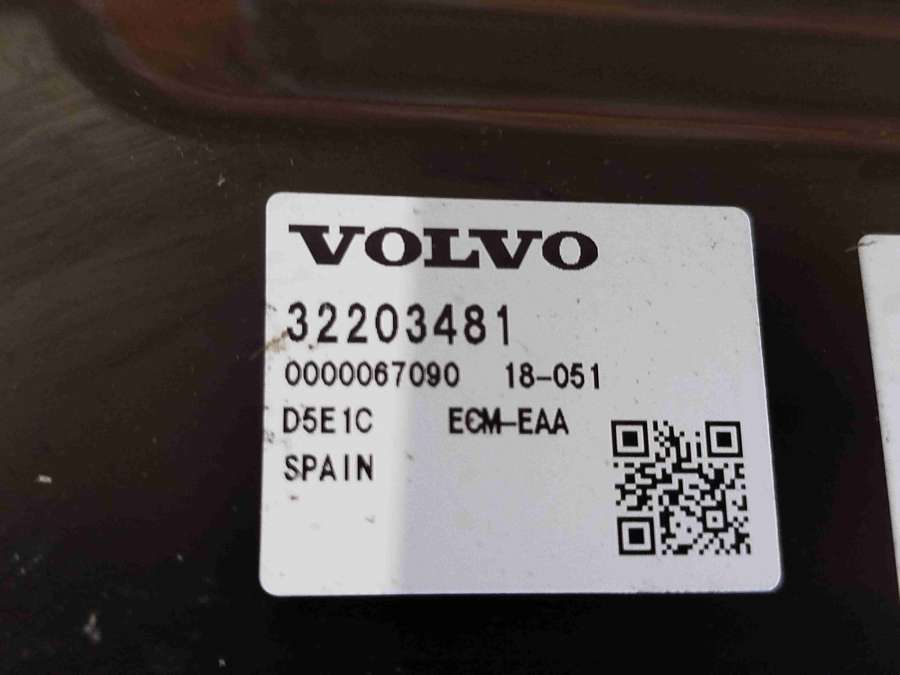 VOLVO
32203481
0000067090 18-051
D5E1C ECM-EAA
SPAIN